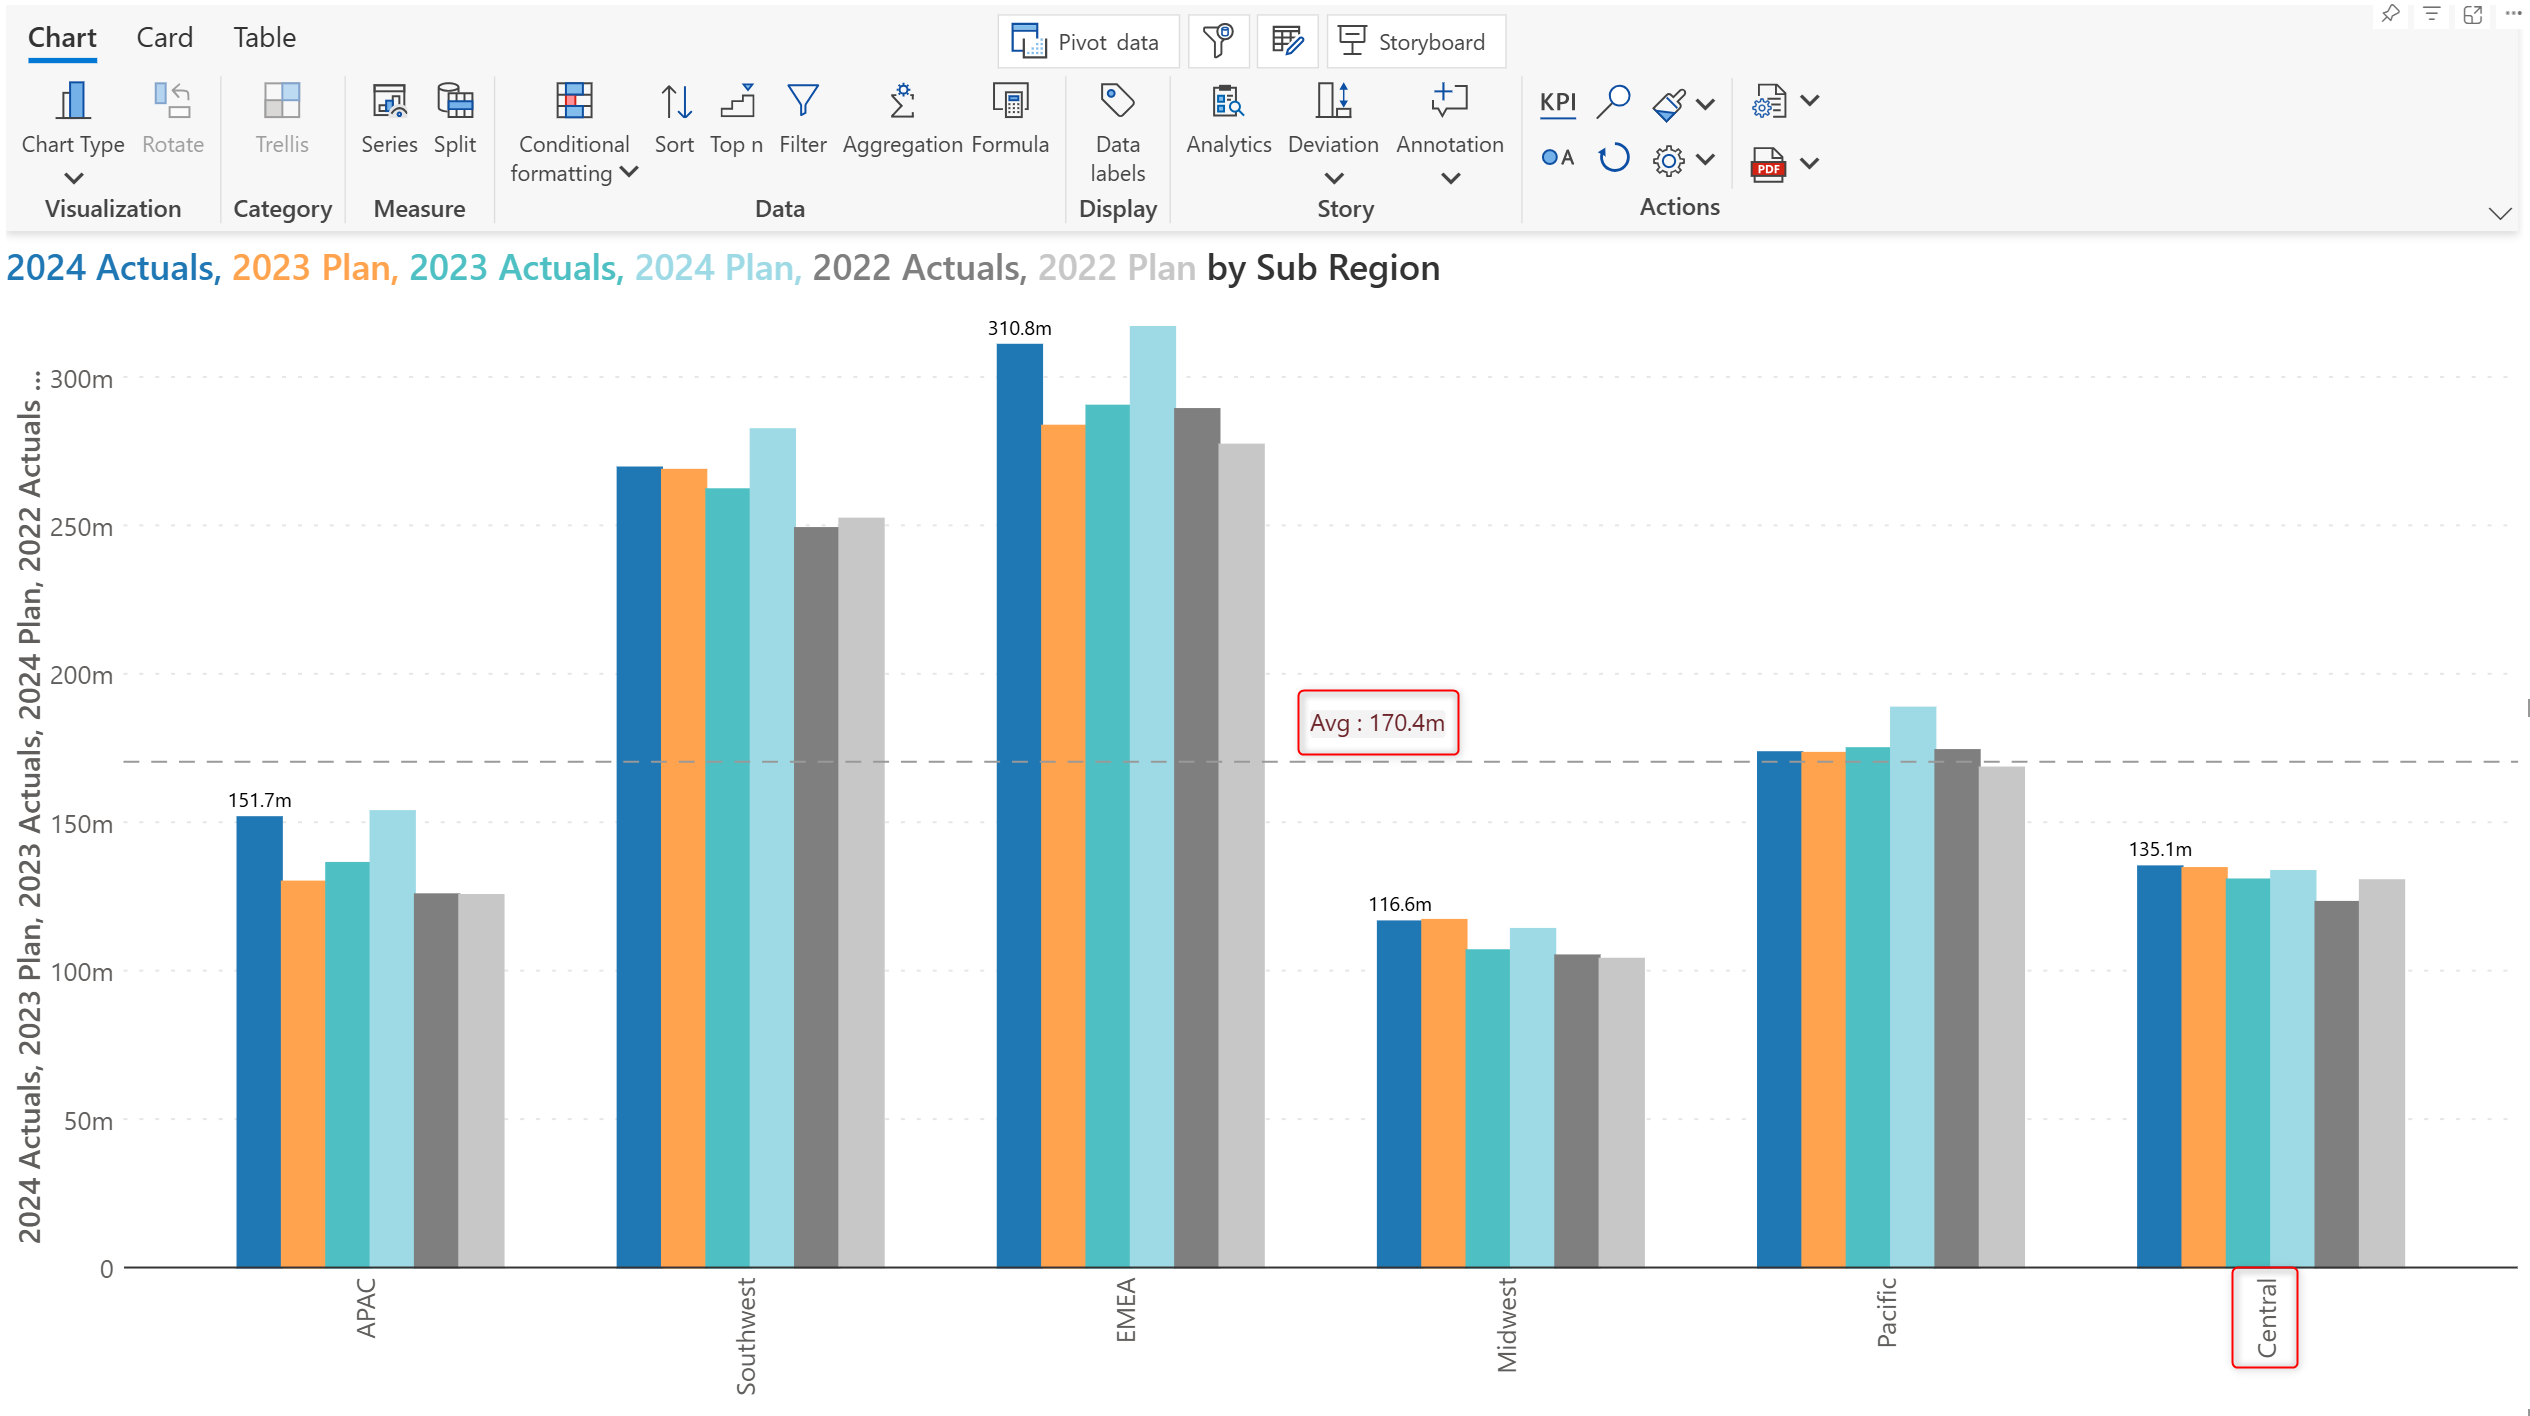 Chart Card Table
Pivot data
Storyboard
Chart Type
Rotate
Trellis
Series
Split
Conditional
formatting
Sort
Top n
Filter
Aggregation
Formula
Data
labels
Analytics
Deviation
Annotation
KPI
A
PDF
Visualization
Category
Measure
Data
Display
Story
Actions
2024 Actuals, 2023 Plan, 2023 Actuals, 2024 Plan, 2022 Actuals, 2022 Plan by Sub Region
2024 Actuals, 2023 Plan, 2023 Actuals, 2024 Plan, 2022 Actuals ...
300m
250m
200m
150m
100m
50m
0
151.7m
310.8m
Avg : 170.4m
116.6m
135.1m
APAC
Southwest
EMEA
Midwest
Pacific
Central